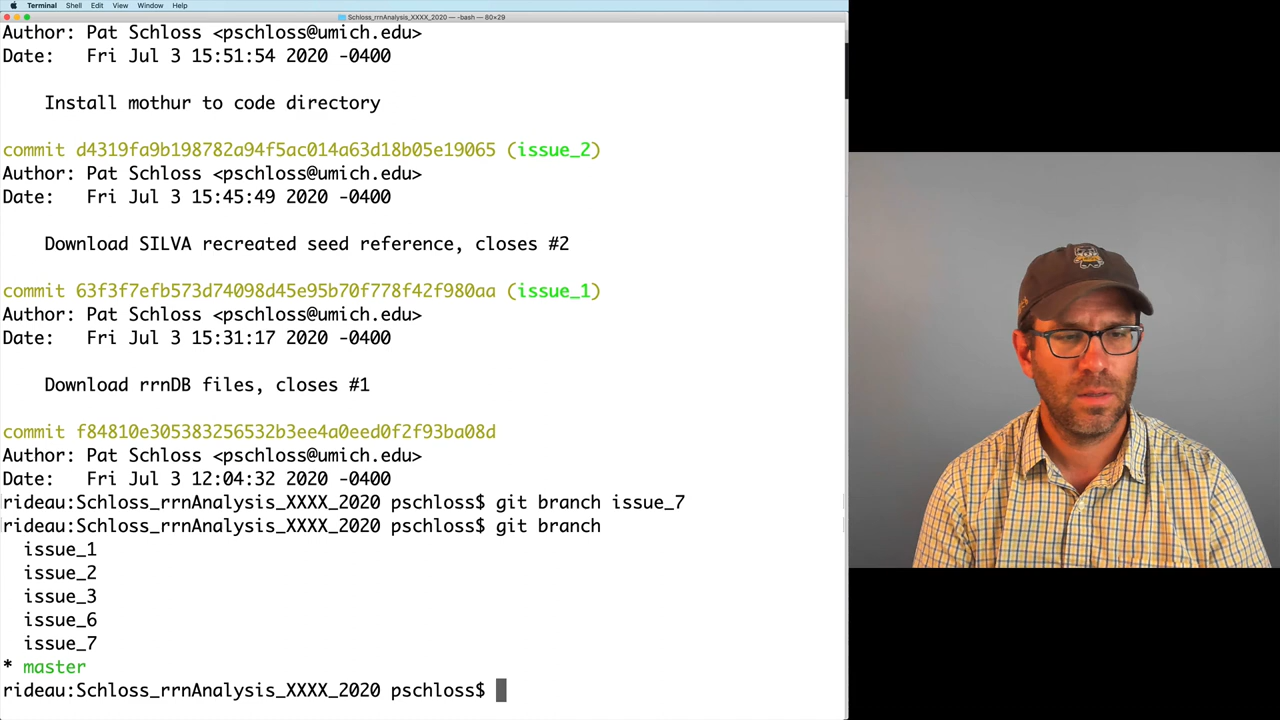 Terminal Shell Edit View Window Help
Schloss_rrnAnalysis_XXXX_2020 — -bash — 80×29
Author: Pat Schloss <pschloss@umich.edu>
Date:   Fri Jul 3 15:51:54 2020 -0400
Install mothur to code directory
commit d4319fa9b198782a94f5ac014a63d18b05e19065 (issue_2)
Author: Pat Schloss <pschloss@umich.edu>
Date:   Fri Jul 3 15:45:49 2020 -0400
Download SILVA recreated seed reference, closes #2
commit 63f3f7efb573d74098d45e95b70f778f42f980aa (issue_1)
Author: Pat Schloss <pschloss@umich.edu>
Date:   Fri Jul 3 15:31:17 2020 -0400
Download rrnDB files, closes #1
commit f84810e305383256532b3ee4a0eed0f2f93ba08d
Author: Pat Schloss <pschloss@umich.edu>
Date:   Fri Jul 3 12:04:32 2020 -0400
rideau:Schloss_rrnAnalysis_XXXX_2020 pschloss$ git branch issue_7
rideau:Schloss_rrnAnalysis_XXXX_2020 pschloss$ git branch
issue_1
issue_2
issue_3
issue_6
issue_7
* master
rideau:Schloss_rrnAnalysis_XXXX_2020 pschloss$